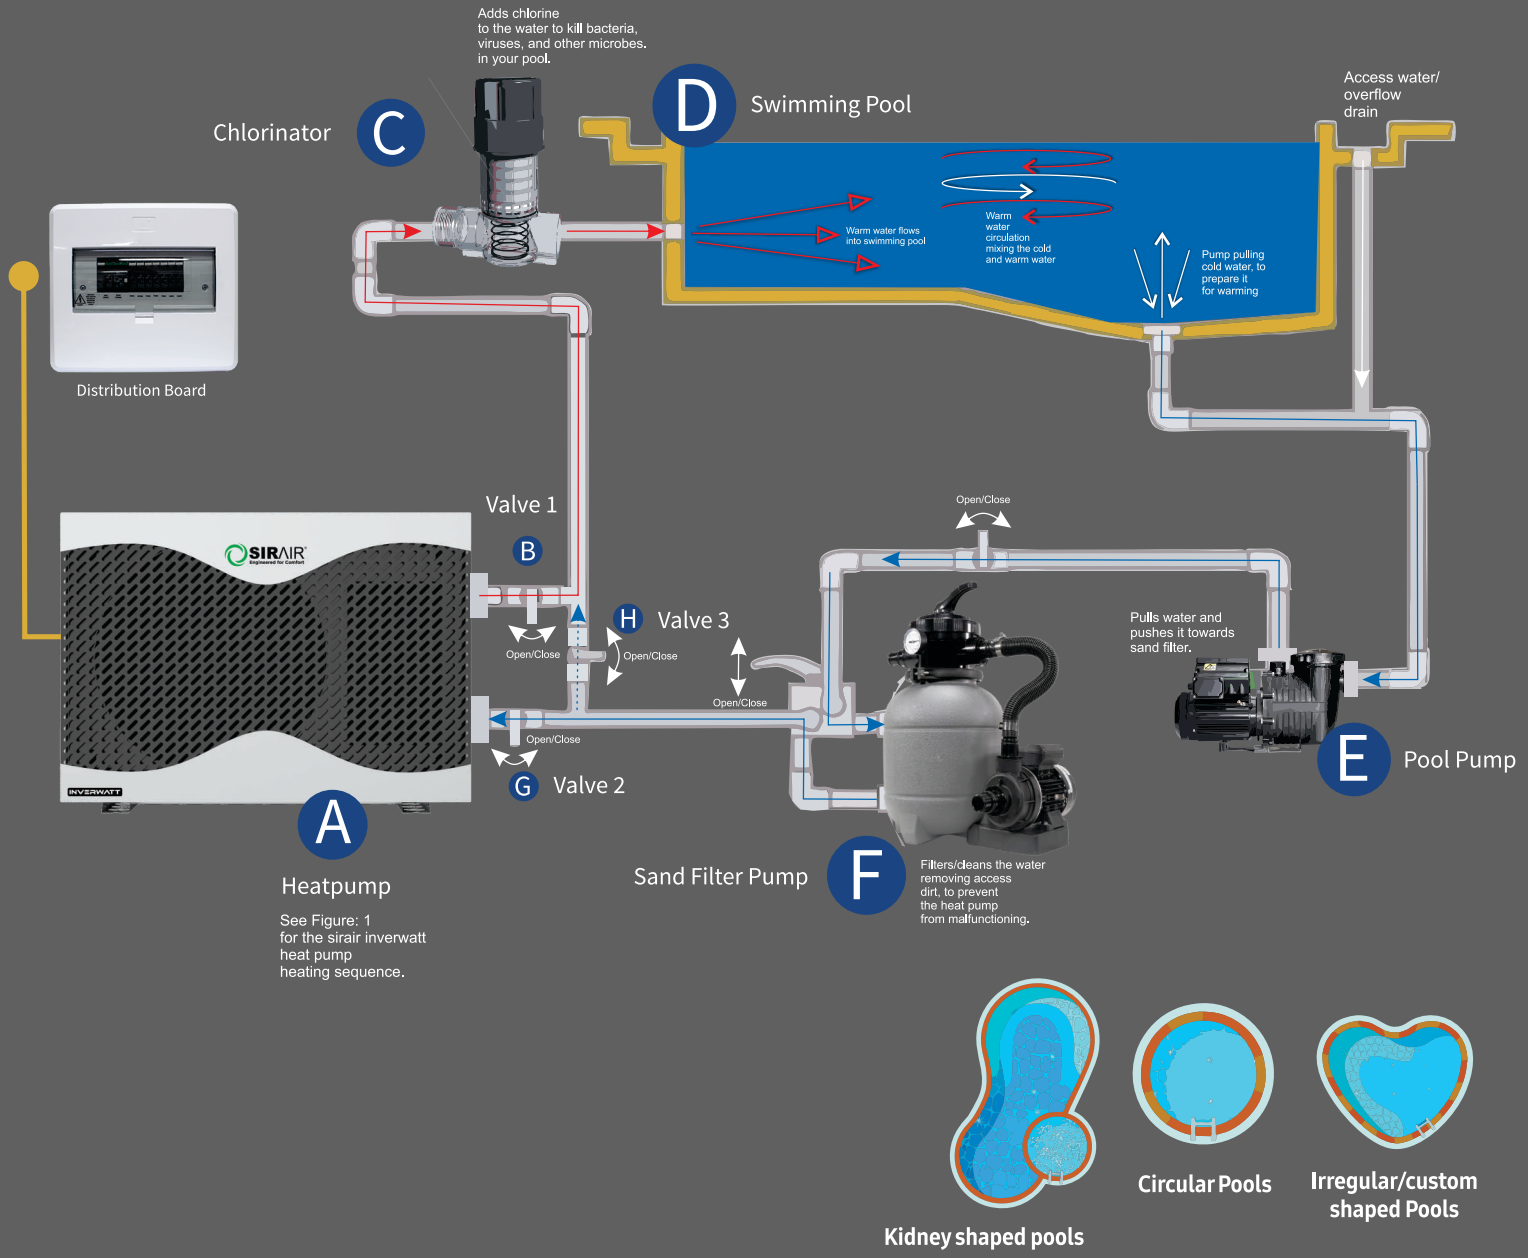 Adds chlorine
to the water to kill bacteria,
viruses, and other microbes.
in your pool.
Chlorinator
C
D
Swimming Pool
Access water/
overflow
drain
Warm water flows
into swimming pool
Warm
water
circulation
mixing the cold
and warm water
Pump pulling
cold water, to
prepare it
for warming
Distribution Board
Valve 1
B
Open/Close
SIRAIR
Engineered for Comfort
H
Valve 3
Open/Close
Open/Close
Open/Close
Open/Close
G
Valve 2
Pulls water and
pushes it towards
sand filter.
E
Pool Pump
INVERWATT
A
Heatpump
See Figure: 1
for the sirair inverwatt
heat pump
heating sequence.
Sand Filter Pump
F
Filters/cleans the water
removing access
dirt, to prevent
the heat pump
from malfunctioning.
Kidney shaped pools
Circular Pools
Irregular/custom
shaped Pools